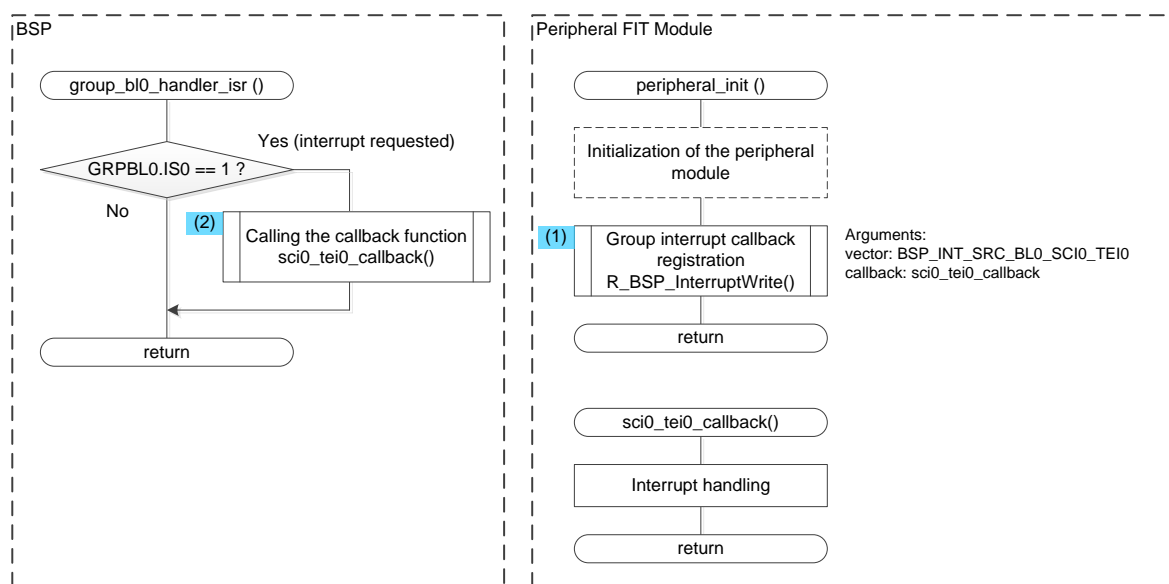 BSP
group_bl0_handler_isr ()
Yes (interrupt requested)
GRPBL0.IS0 == 1 ?
No
(2)
Calling the callback function
sci0_tei0_callback()
return
Peripheral FIT Module
peripheral_init ()
Initialization of the peripheral
module
(1)
Group interrupt callback
registration
R_BSP_InterruptWrite()
Arguments:
vector: BSP_INT_SRC_BL0_SCI0_TEI0
callback: sci0_tei0_callback
return
sci0_tei0_callback()
Interrupt handling
return